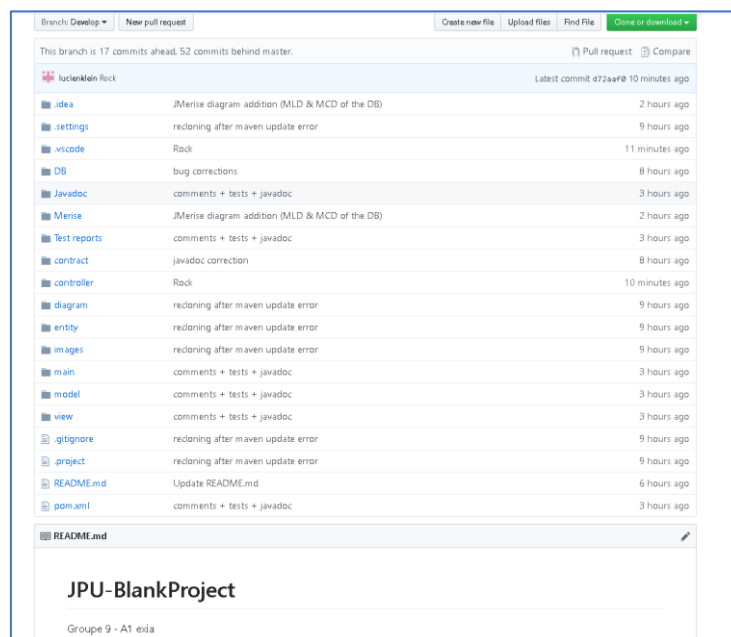 Branch: Develop New pull request Create new file Upload files Find File Clone or download
This branch is 17 commits ahead, 52 commits behind master. Pull request Compare
lucienklein Rock Latest commit d72aaf0 10 minutes ago
.idea JMerise diagram addition (MLD & MCD of the DB) 2 hours ago
.settings recloning after maven update error 9 hours ago
.vscode Rock 11 minutes ago
DB bug corrections 8 hours ago
Javadoc comments + tests + javadoc 3 hours ago
Merise JMerise diagram addition (MLD & MCD of the DB) 2 hours ago
Test reports comments + tests + javadoc 3 hours ago
contract javadoc correction 8 hours ago
controller Rock 10 minutes ago
diagram recloning after maven update error 9 hours ago
entity recloning after maven update error 9 hours ago
images recloning after maven update error 9 hours ago
main comments + tests + javadoc 3 hours ago
model comments + tests + javadoc 3 hours ago
view comments + tests + javadoc 3 hours ago
.gitignore recloning after maven update error 9 hours ago
.project recloning after maven update error 9 hours ago
README.md Update README.md 6 hours ago
pom.xml comments + tests + javadoc 3 hours ago
README.md
JPU-BlankProject
Groupe 9 - A1 exia